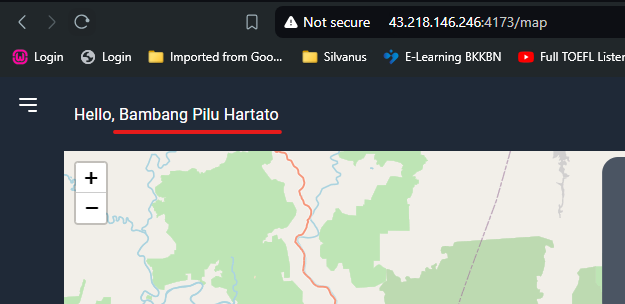 Not secure 43.218.146.246:4173/map
Login Login Imported from Goo... Silvanus E-Learning BKKBN Full TOEFL Listen
Hello, Bambang Pilu Hartato
+
−